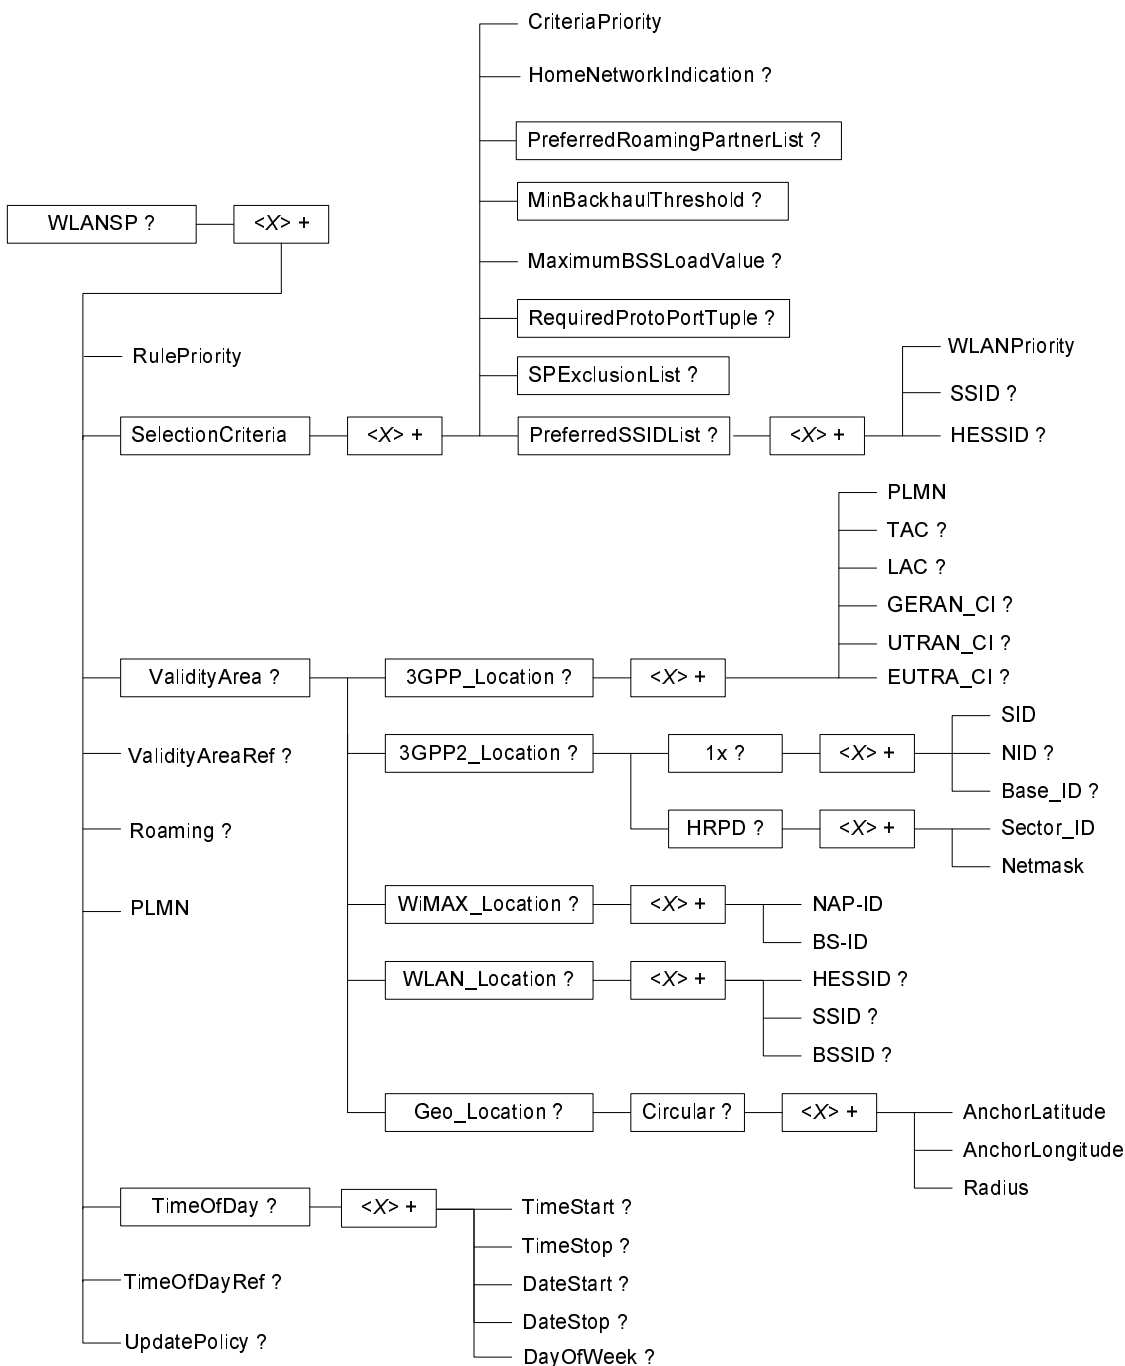 CriteriaPriority
HomeNetworkIndication ?
PreferredRoamingPartnerList ?
MinBackhaulThreshold ?
WLANSP ? <X> +
MaximumBSSLoadValue ?
RequiredProtoPortTuple ?
RulePriority
WLANPriority
SPExclusionList ?
SSID ?
SelectionCriteria <X> + PreferredSSIDList ? <X> + HESSID ?
PLMN
TAC ?
LAC ?
GERAN_CI ?
UTRAN_CI ?
ValidityArea ? 3GPP_Location ? <X> + EUTRA_CI ?
SID
ValidityAreaRef ? 3GPP2_Location ? 1x ? <X> + NID ?
Base_ID ?
Roaming ? HRPD ? <X> + Sector_ID
Netmask
PLMN WiMAX_Location ? <X> + NAP-ID
BS-ID
WLAN_Location ? <X> + HESSID ?
SSID ?
BSSID ?
Geo_Location ? Circular ? <X> + AnchorLatitude
AnchorLongitude
Radius
TimeOfDay ? <X> + TimeStart ?
TimeStop ?
TimeOfDayRef ? DateStart ?
DateStop ?
UpdatePolicy ?
DayOfWeek ?